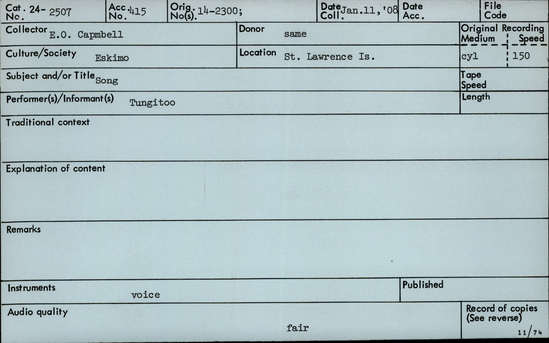 Cat. 24- 2507 Acc. 415 Orig. 14-2300; Date Jan.11,'08 Date File
No. No. No(s). Coll. Acc. Code
Collector E.O. Capmbell Donor same Original Recording
Medium Speed
Culture/Society Eskimo Location St. Lawrence Is. cyl 150
Subject and/or Title Song Tape
Speed
Performer(s)/Informant(s) Tungitoo Length
Traditional context
Explanation of content
Remarks
Instruments voice Published
Audio quality fair Record of copies
(See reverse)
11/74